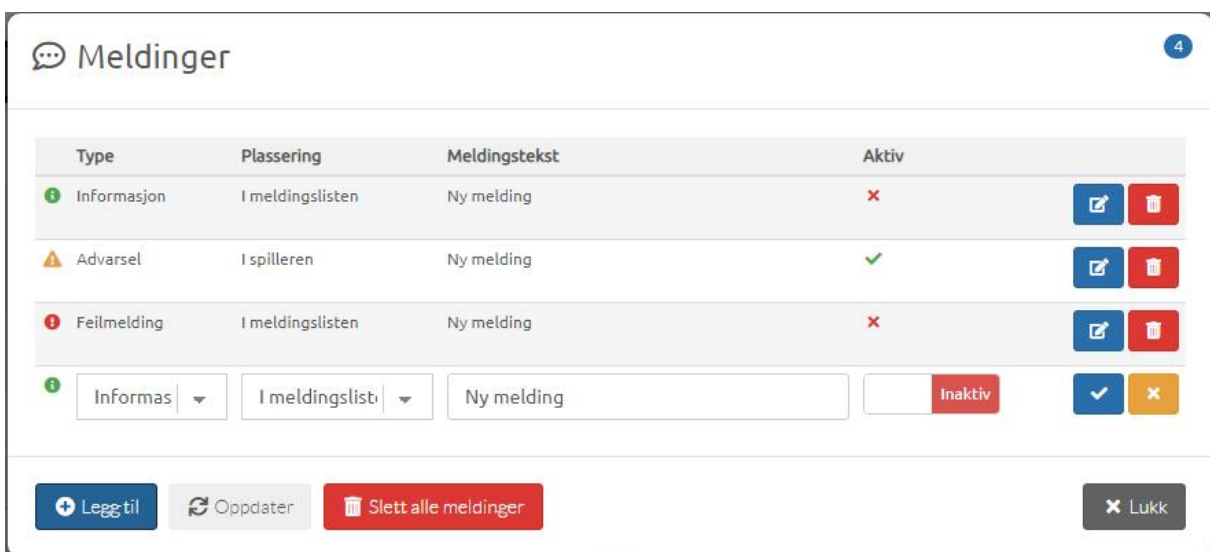 Meldinger 4
Type Plassering Meldingstekst Aktiv
Informasjon I meldingslisten Ny melding
Advarsel I spilleren Ny melding
Feilmelding I meldingslisten Ny melding
Informas I meldingsliste Ny melding Inaktiv
Legg til Oppdater Slett alle meldinger Lukk